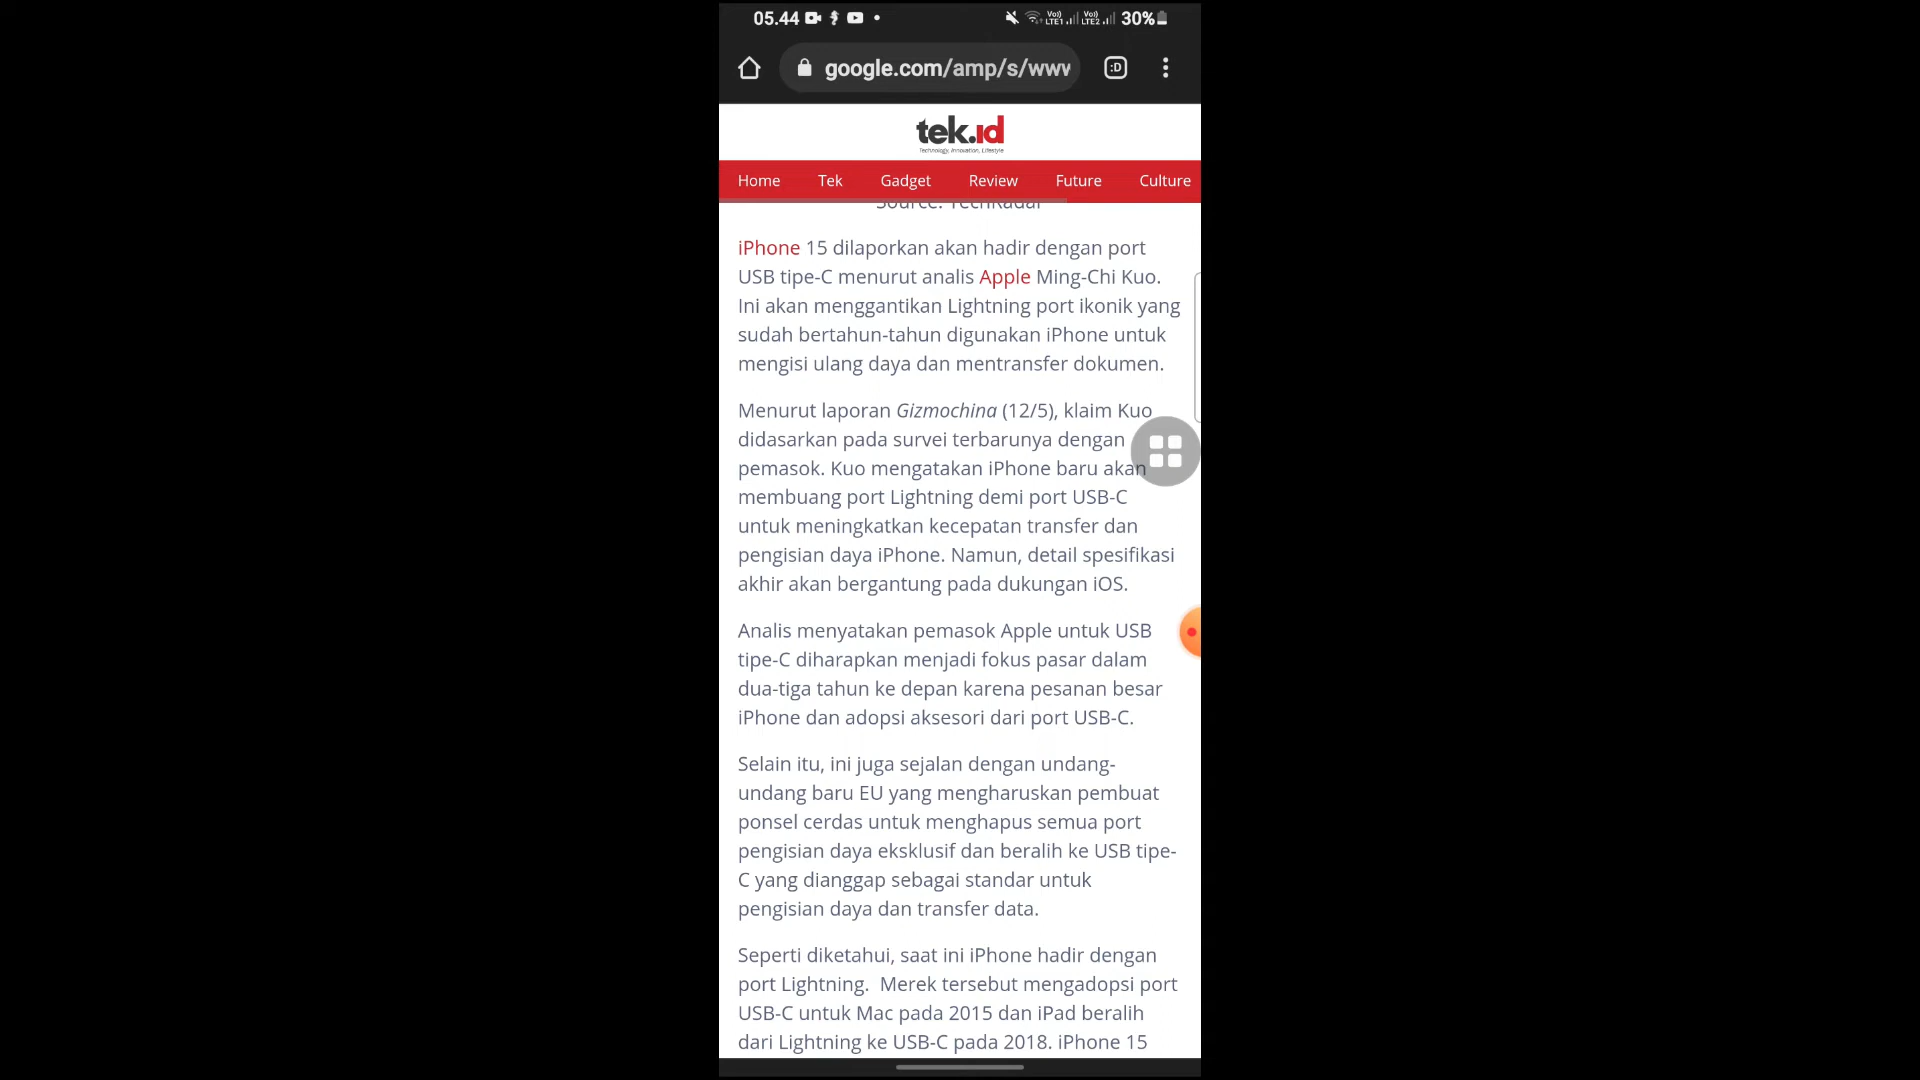 05.44
Vo)) LTE1 Vo)) LTE2 30%
google.com/amp/s/www
:D
tek.id
Technology, Innovation, Lifestyle
Home Tek Gadget Review Future Culture
Source: TechRadar
iPhone 15 dilaporkan akan hadir dengan port
USB tipe-C menurut analis Apple Ming-Chi Kuo.
Ini akan menggantikan Lightning port ikonik yang
sudah bertahun-tahun digunakan iPhone untuk
mengisi ulang daya dan mentransfer dokumen.
Menurut laporan Gizmochina (12/5), klaim Kuo
didasarkan pada survei terbarunya dengan
pemasok. Kuo mengatakan iPhone baru akan
membuang port Lightning demi port USB-C
untuk meningkatkan kecepatan transfer dan
pengisian daya iPhone. Namun, detail spesifikasi
akhir akan bergantung pada dukungan iOS.
Analis menyatakan pemasok Apple untuk USB
tipe-C diharapkan menjadi fokus pasar dalam
dua-tiga tahun ke depan karena pesanan besar
iPhone dan adopsi aksesori dari port USB-C.
Selain itu, ini juga sejalan dengan undang-
undang baru EU yang mengharuskan pembuat
ponsel cerdas untuk menghapus semua port
pengisian daya eksklusif dan beralih ke USB tipe-
C yang dianggap sebagai standar untuk
pengisian daya dan transfer data.
Seperti diketahui, saat ini iPhone hadir dengan
port Lightning.  Merek tersebut mengadopsi port
USB-C untuk Mac pada 2015 dan iPad beralih
dari Lightning ke USB-C pada 2018. iPhone 15